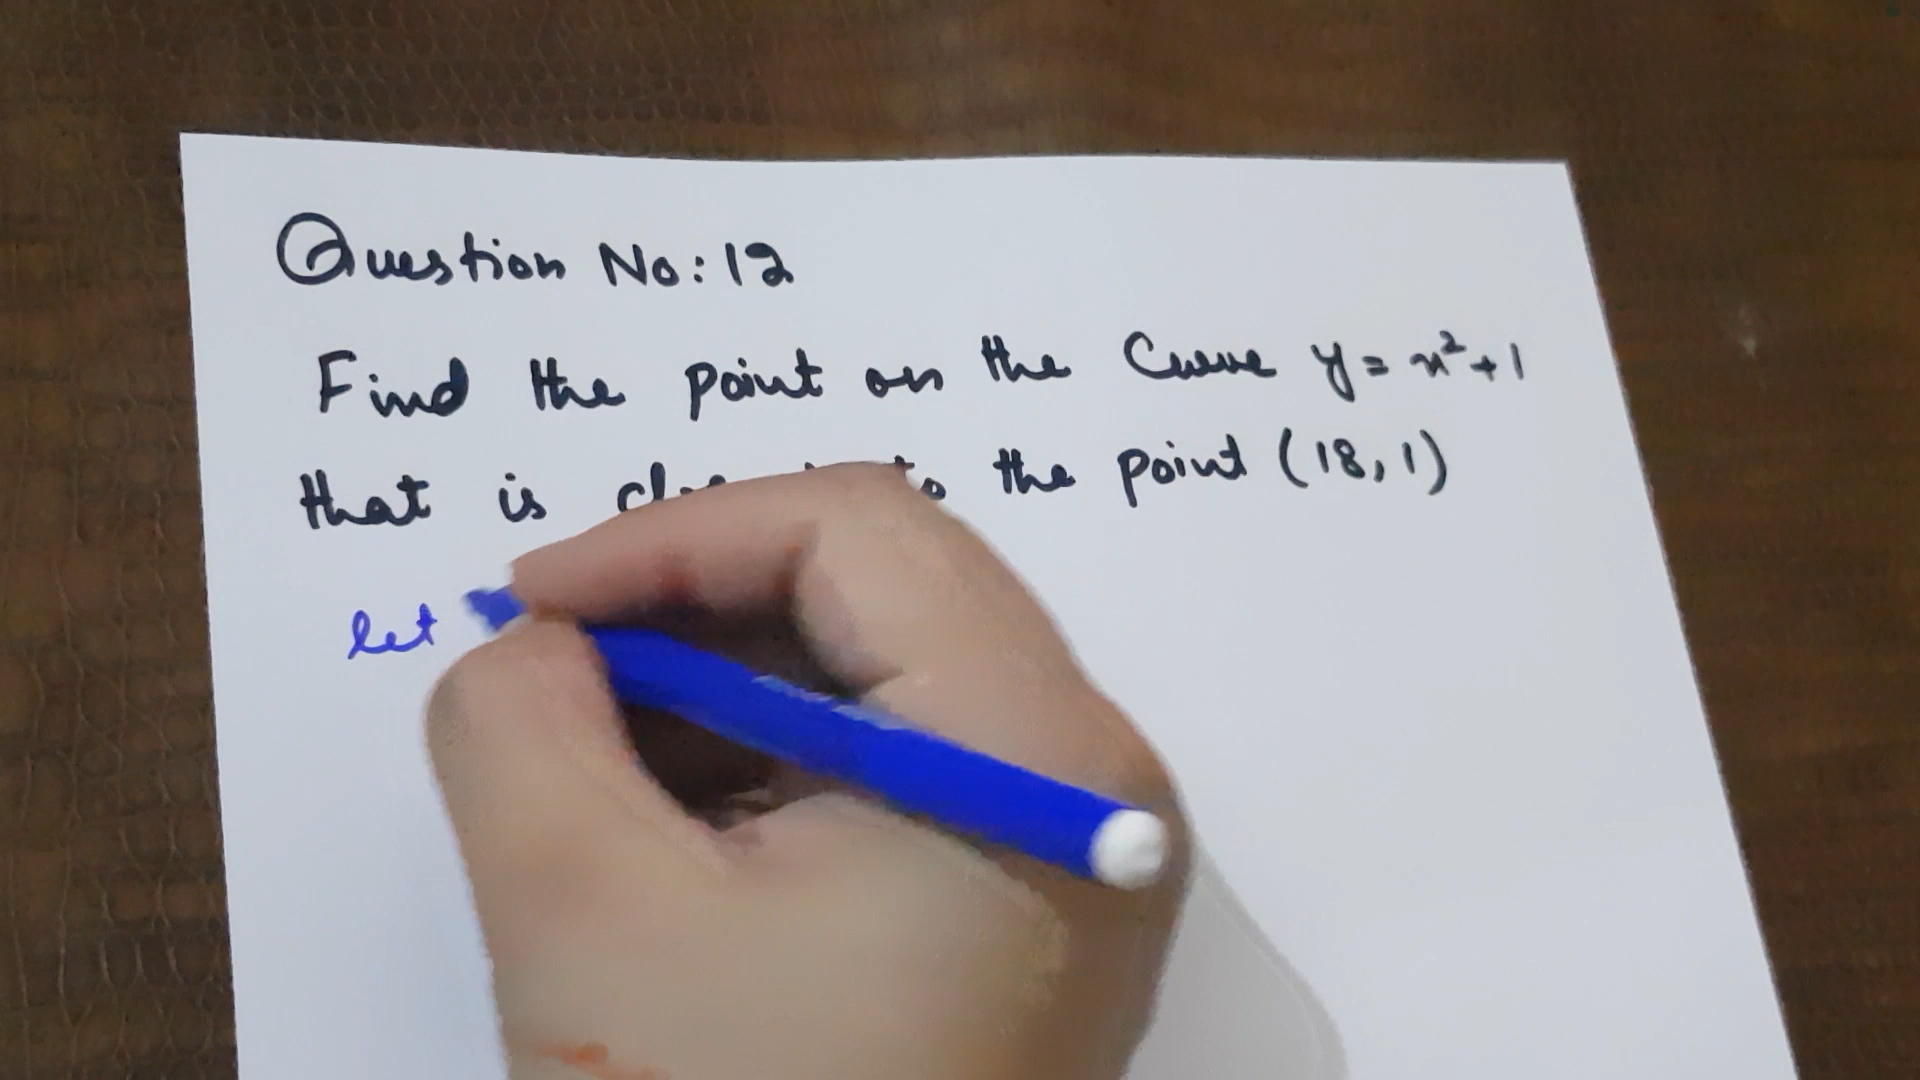 Question No: 12
Find the point on the Curve y = x² + 1
that is the point (18, 1)
let